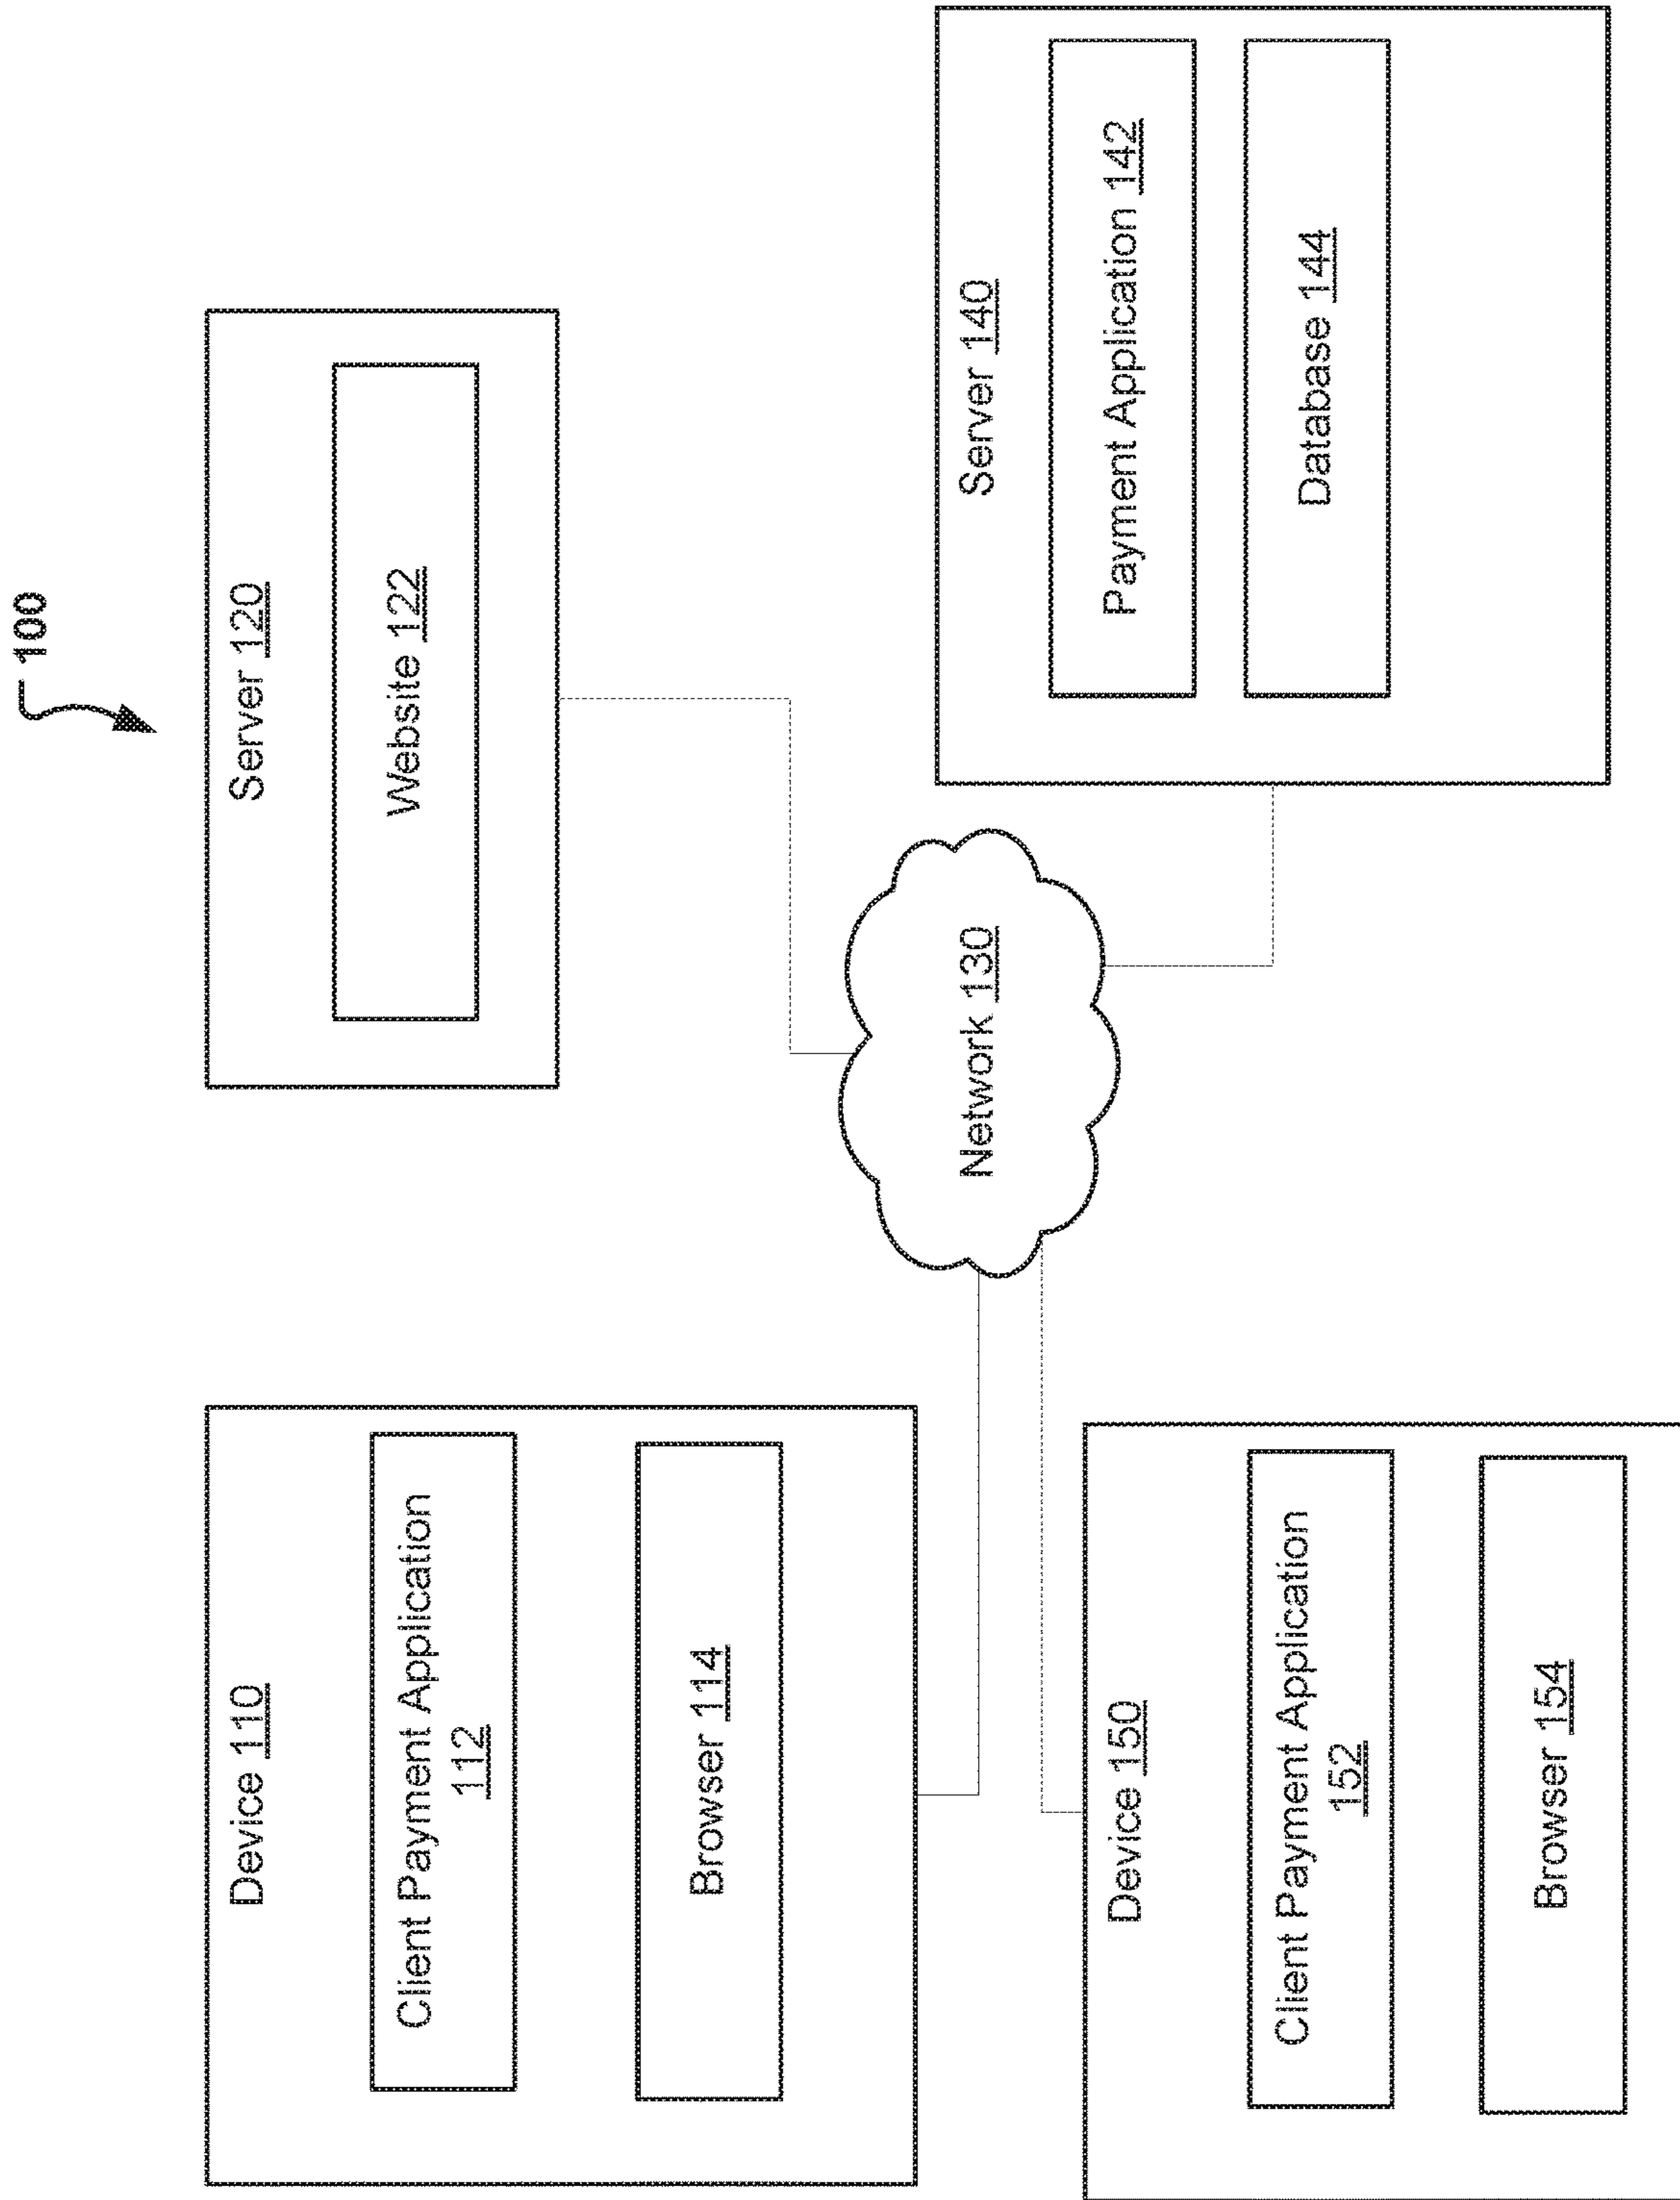 100
Device 110
Client Payment Application
112
Browser 114
Server 120
Website 122
Network 130
Device 150
Client Payment Application
152
Browser 154
Server 140
Payment Application 142
Database 144